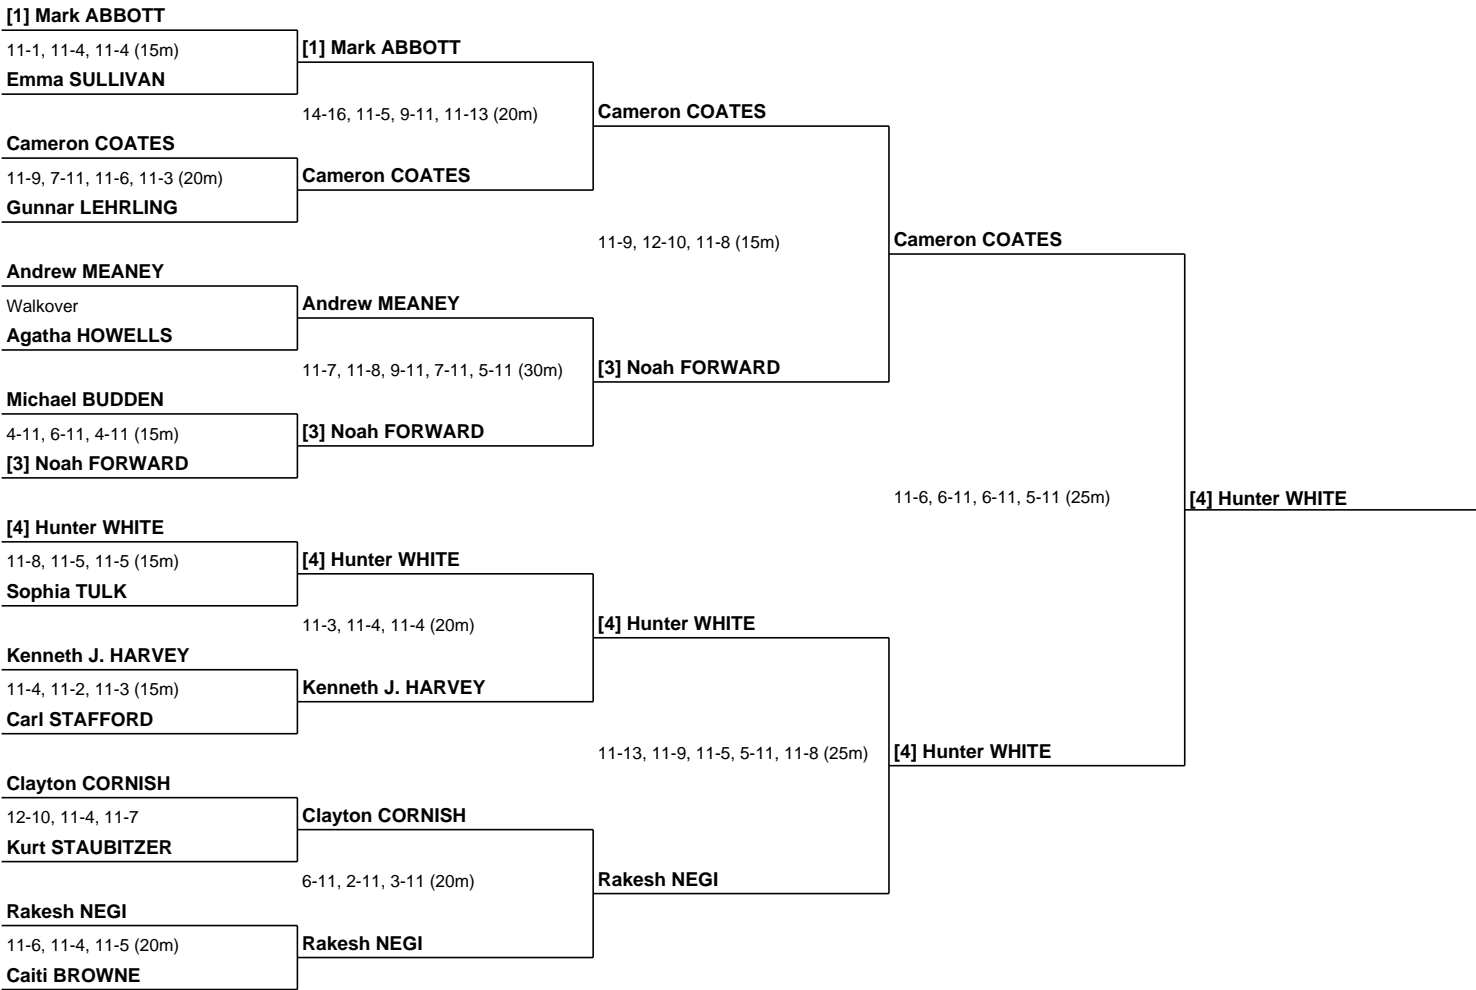 [1] Mark ABBOTT
11-1, 11-4, 11-4 (15m)
Emma SULLIVAN
Cameron COATES
11-9, 7-11, 11-6, 11-3 (20m)
Gunnar LEHRLING
Andrew MEANEY
Walkover
Agatha HOWELLS
Michael BUDDEN
4-11, 6-11, 4-11 (15m)
[3] Noah FORWARD
[4] Hunter WHITE
11-8, 11-5, 11-5 (15m)
Sophia TULK
Kenneth J. HARVEY
11-4, 11-2, 11-3 (15m)
Carl STAFFORD
Clayton CORNISH
12-10, 11-4, 11-7
Kurt STAUBITZER
Rakesh NEGI
11-6, 11-4, 11-5 (20m)
Caiti BROWNE
[1] Mark ABBOTT
14-16, 11-5, 9-11, 11-13 (20m)
Cameron COATES
Andrew MEANEY
11-7, 11-8, 9-11, 7-11, 5-11 (30m)
[3] Noah FORWARD
[4] Hunter WHITE
11-3, 11-4, 11-4 (20m)
Kenneth J. HARVEY
Clayton CORNISH
6-11, 2-11, 3-11 (20m)
Rakesh NEGI
Cameron COATES
11-9, 12-10, 11-8 (15m)
[3] Noah FORWARD
[4] Hunter WHITE
11-13, 11-9, 11-5, 5-11, 11-8 (25m)
Rakesh NEGI
Cameron COATES
11-6, 6-11, 6-11, 5-11 (25m)
[4] Hunter WHITE
[4] Hunter WHITE